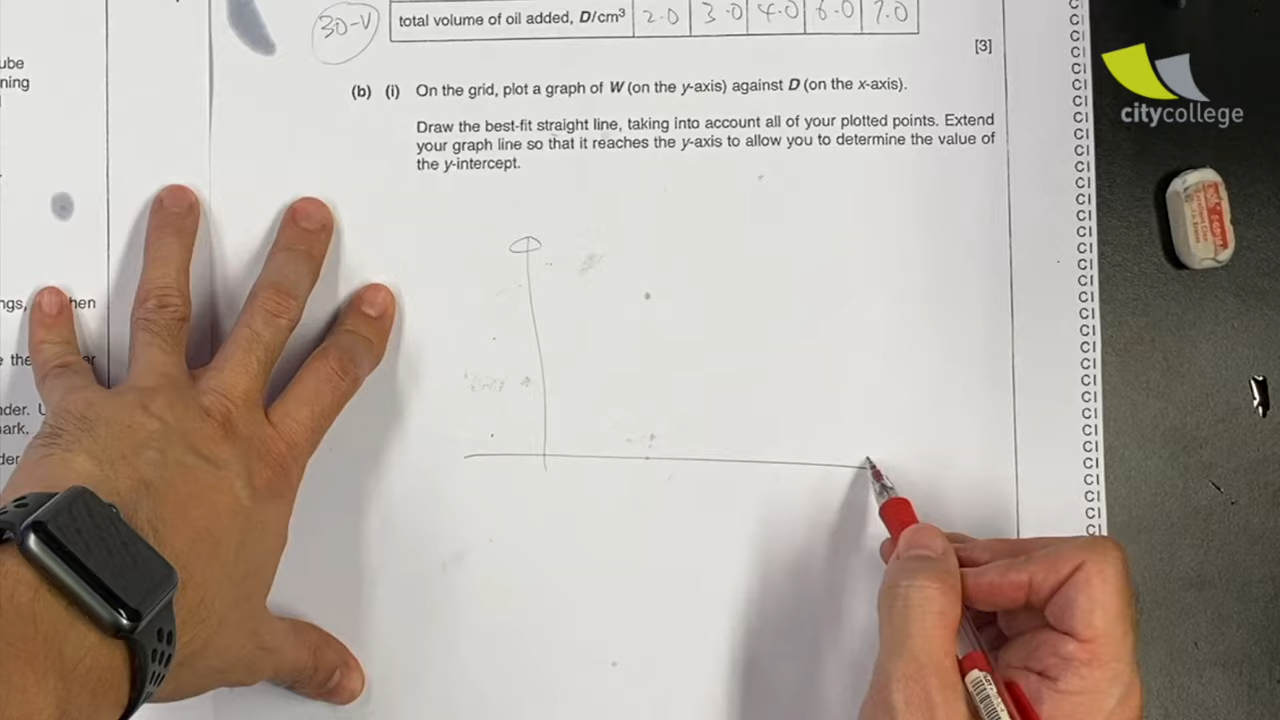 30-V
total volume of oil added, D/cm³ 2.0 3.0 4.0 6.0 7.0
[3]
ube
ning
(b) (i) On the grid, plot a graph of W (on the y-axis) against D (on the x-axis).
Draw the best-fit straight line, taking into account all of your plotted points. Extend
your graph line so that it reaches the y-axis to allow you to determine the value of
the y-intercept.
citycollege
ngs, hen
the er
nder. U
ark.
der